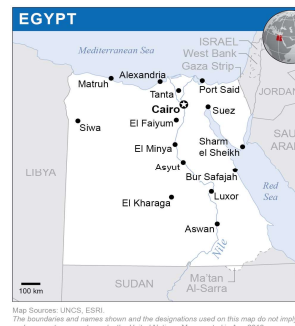 EGYPT
ISRAEL
West Bank
Gaza Strip
Mediterranean Sea
Alexandria
Matruh
Port Said
JORDAN
Tanta
Cairo
Suez
Siwa
El Faiyum
SAU
ARA
Sharm
el Sheikh
El Minya
LIBYA
Asyut
Bur Safajah
Red
Sea
El Kharaga
Luxor
Aswan
Nile
100 km
SUDAN
Ma'tan
Al-Sarra
Map Sources: UNCS, ESRI.
The boundaries and names shown and the designations used on this map do not impl